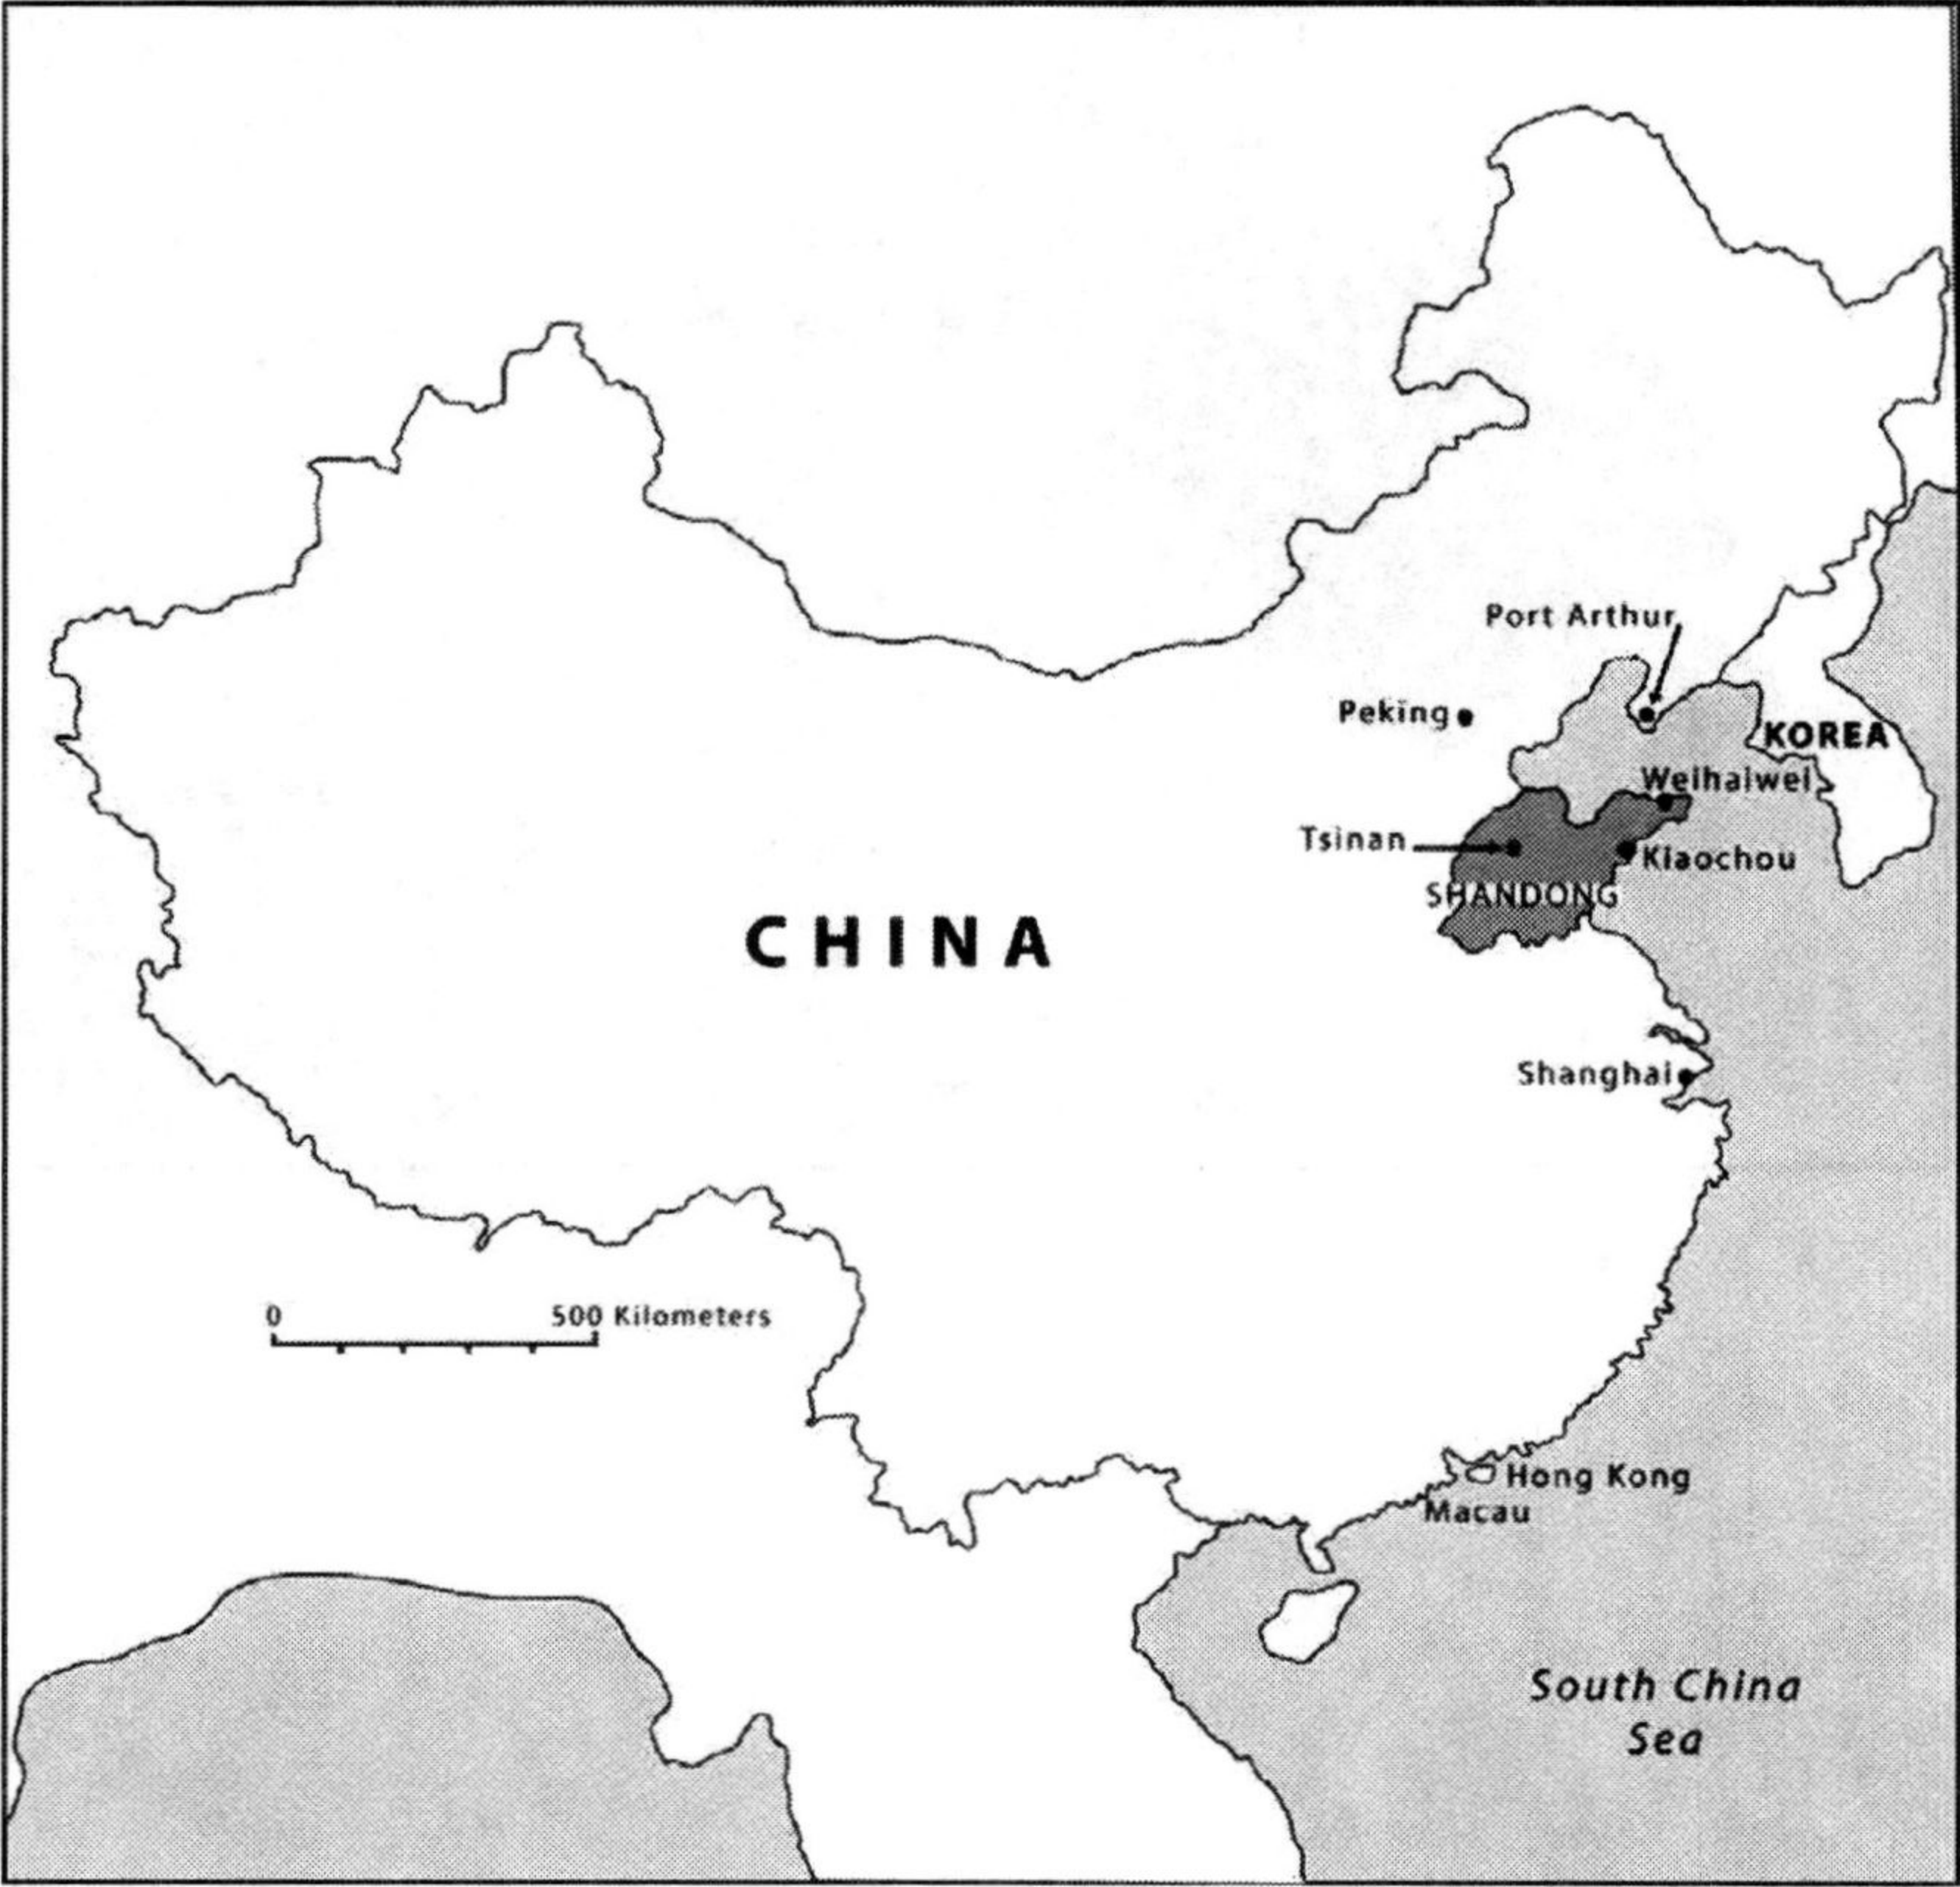 Port Arthur
Peking
KOREA
Weihaiwei
Tsinan
Kiaochou
SHANDONG
CHINA
Shanghai
0 500 Kilometers
Hong Kong
Macau
South China
Sea